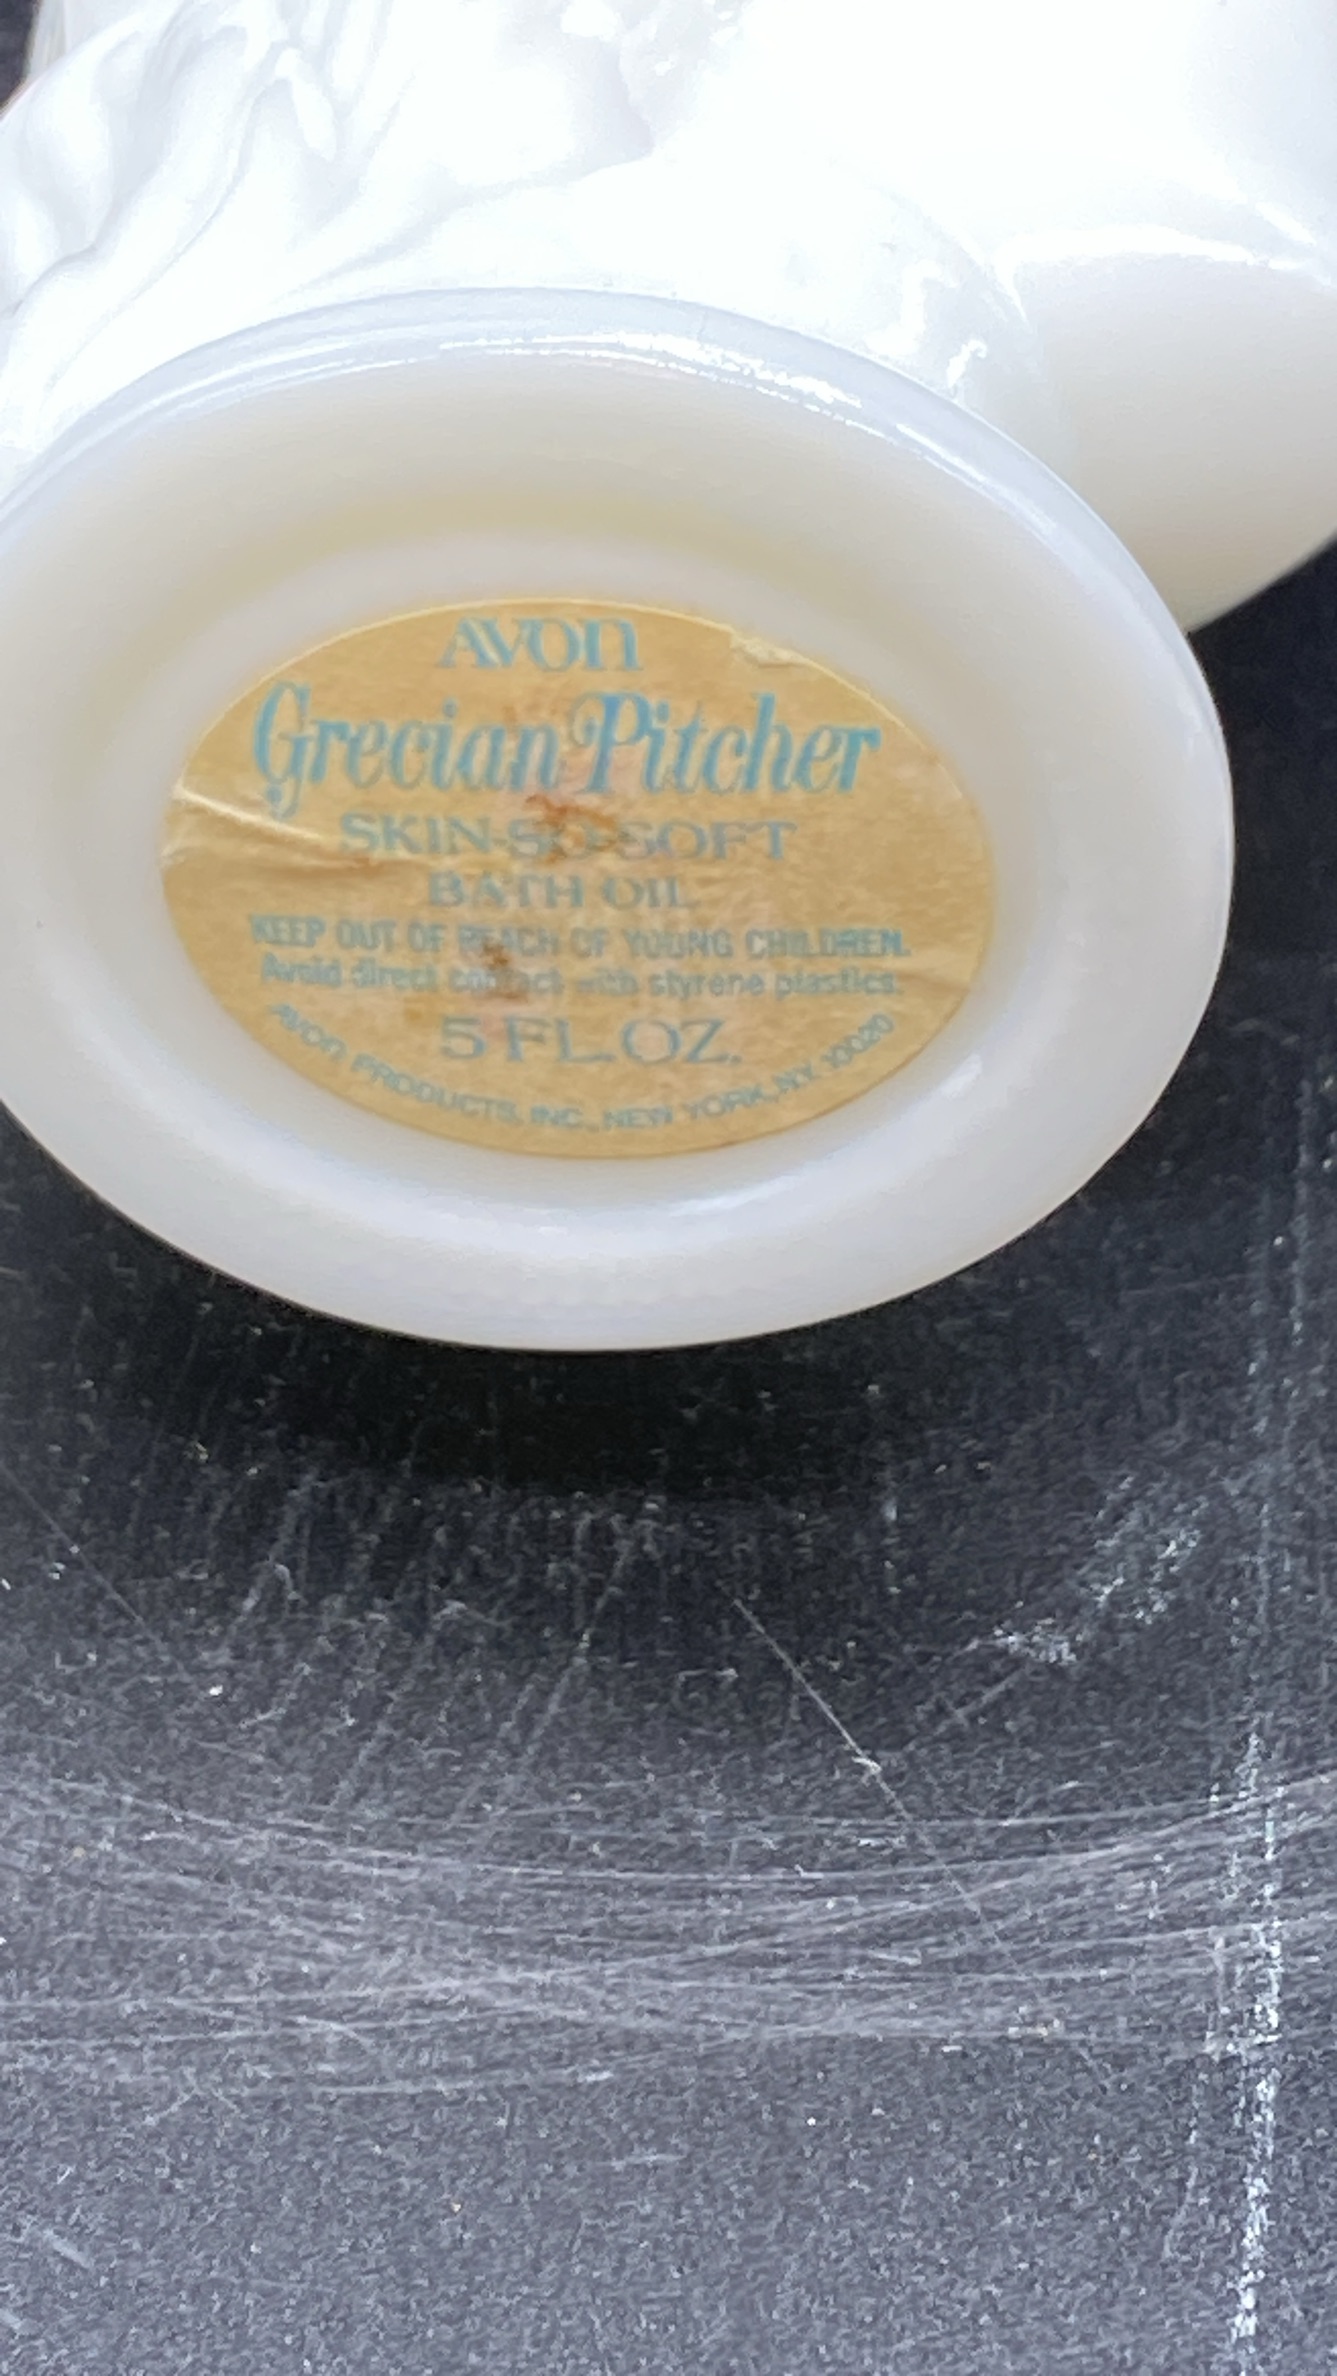 AVON
Grecian Pitcher
SKIN-SO-SOFT
BATH OIL
KEEP OUT OF REACH OF YOUNG CHILDREN.
Avoid direct contact with styrene plastics.
5 FL. OZ.
AVON PRODUCTS, INC., NEW YORK, NY 10020